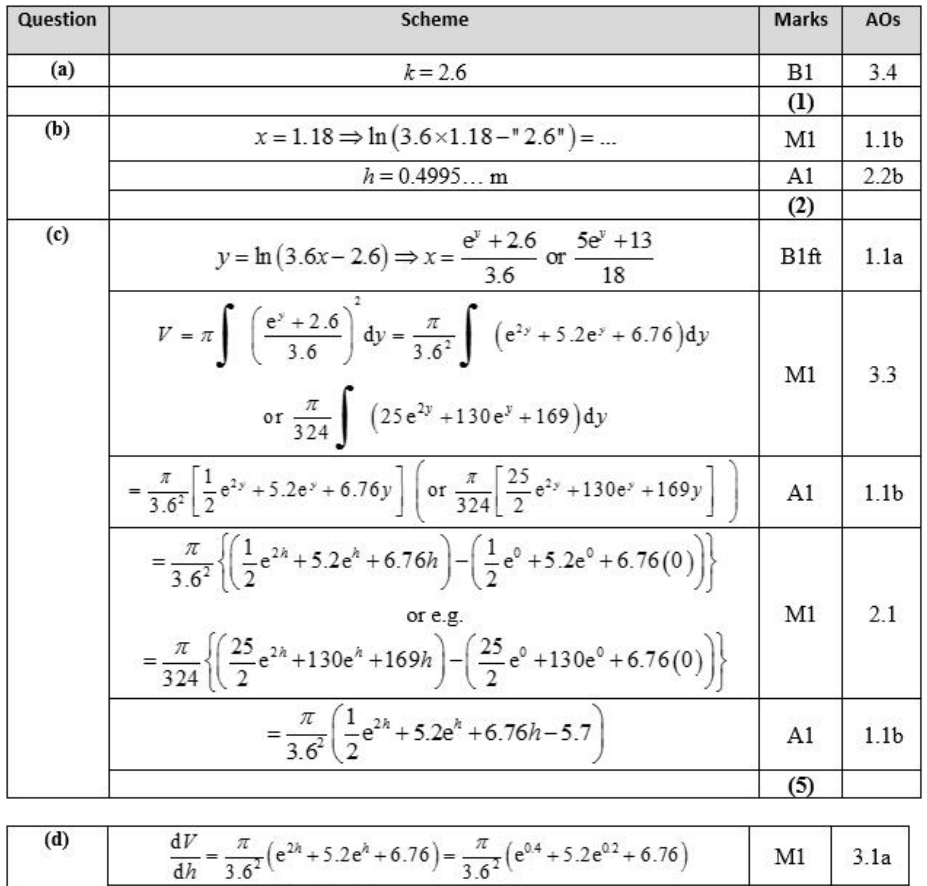 Question Scheme Marks AOs
(a) k = 2.6 B1 3.4
(1)
(b) x = 1.18 ⇒ ln(3.6×1.18−"2.6") = ... M1 1.1b
h = 0.4995... m A1 2.2b
(2)
(c) y = ln(3.6x − 2.6) ⇒ x = (e^y + 2.6)/3.6 or (5e^y + 13)/18 B1ft 1.1a
V = π∫ ((e^y + 2.6)/3.6)^2 dy = π/3.6^2 ∫ (e^{2y} + 5.2e^y + 6.76)dy
or π/324 ∫ (25e^{2y} + 130e^y + 169)dy M1 3.3
= π/3.6^2 [1/2 e^{2y} + 5.2e^y + 6.76y] (or π/324 [25/2 e^{2y} + 130e^y + 169y]) A1 1.1b
= π/3.6^2 {(1/2 e^{2h} + 5.2e^h + 6.76h) − (1/2 e^0 + 5.2e^0 + 6.76(0))}
or e.g. M1 2.1
= π/324 {(25/2 e^{2h} + 130e^h + 169h) − (25/2 e^0 + 130e^0 + 6.76(0))}
= π/3.6^2 (1/2 e^{2h} + 5.2e^h + 6.76h − 5.7) A1 1.1b
(5)
(d) dV/dh = π/3.6^2 (e^{2h} + 5.2e^h + 6.76) = π/3.6^2 (e^{0.4} + 5.2e^{0.2} + 6.76) M1 3.1a